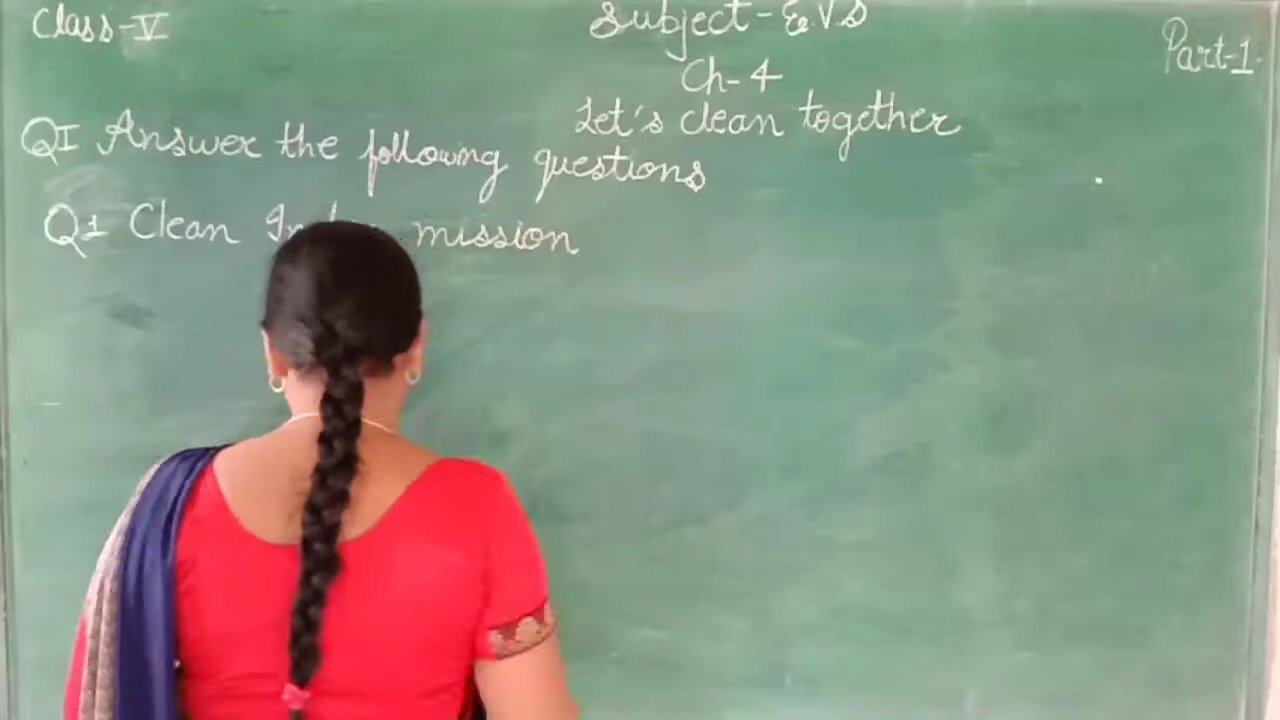 Class-V
Subject - E.V.S
Part-1.
Ch-4
Let's clean together
QI Answer the following questions
Q1 Clean mission